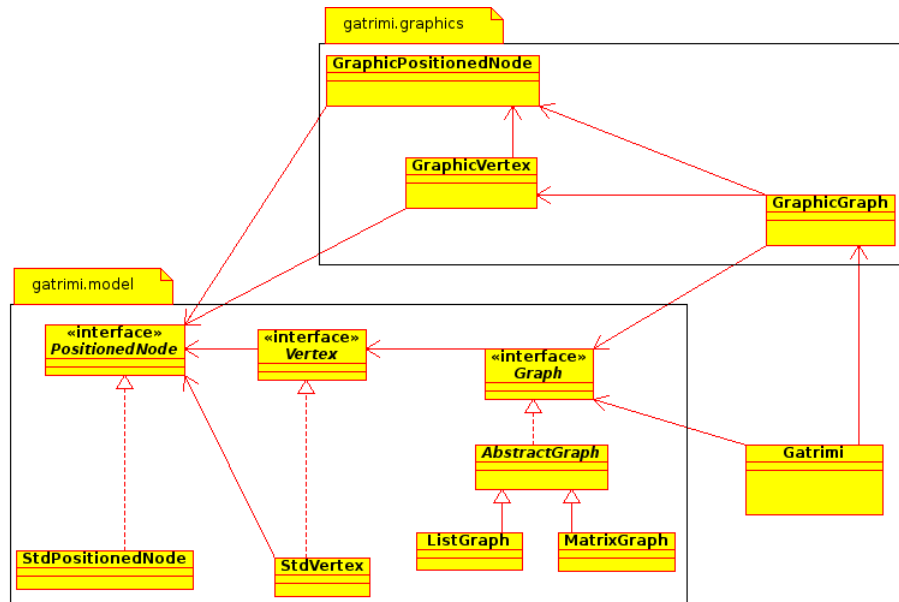 gatrimi.graphics
GraphicPositionedNode
GraphicVertex
GraphicGraph
gatrimi.model
«interface»
PositionedNode
«interface»
Vertex
«interface»
Graph
AbstractGraph
Gatrimi
ListGraph
MatrixGraph
StdPositionedNode
StdVertex